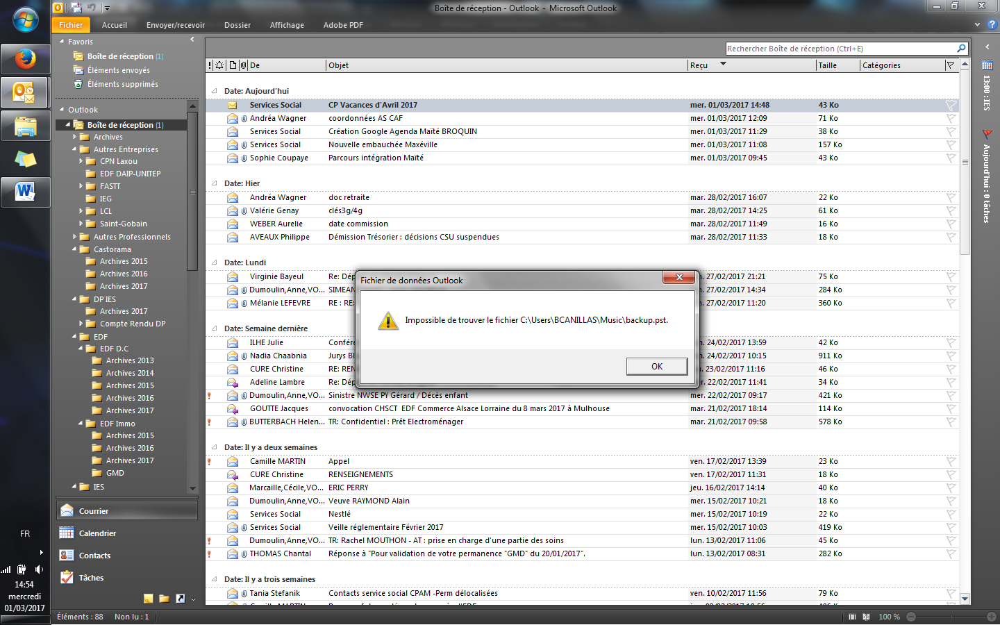 Boîte de réception - Outlook - Microsoft Outlook
Fichier Accueil Envoyer/recevoir Dossier Affichage Adobe PDF
Favoris
Boîte de réception (1)
Éléments envoyés
Éléments supprimés
Outlook
Boîte de réception (1)
Archives
Autres Entreprises
CPN Laxou
EDF DAIP-UNITEP
FASTT
IEG
LCL
Saint-Gobain
Autres Professionnels
Castorama
Archives 2015
Archives 2016
Archives 2017
DP IES
Archives 2017
Compte Rendu DP
EDF
EDF D.C
Archives 2013
Archives 2014
Archives 2015
Archives 2016
Archives 2017
EDF Immo
Archives 2015
Archives 2016
Archives 2017
GMD
IES
Courrier
Calendrier
Contacts
Tâches
Rechercher Boîte de réception (Ctrl+E)
De Objet Reçu Taille Catégories
Date: Aujourd'hui
Services Social CP Vacances d'Avril 2017 mer. 01/03/2017 14:48 43 Ko
Andréa Wagner coordonnées AS CAF mer. 01/03/2017 12:09 71 Ko
Services Social Création Google Agenda Maïté BROQUIN mer. 01/03/2017 11:29 38 Ko
Services Social Nouvelle embauchée Maxéville mer. 01/03/2017 11:08 157 Ko
Sophie Coupaye Parcours intégration Maïté mer. 01/03/2017 09:45 43 Ko
Date: Hier
Andréa Wagner doc retraite mar. 28/02/2017 16:07 22 Ko
Valérie Genay clés3g/4g mar. 28/02/2017 14:25 61 Ko
WEBER Aurelie date commission mar. 28/02/2017 11:49 16 Ko
AVEAUX Philippe Démission Trésorier : décisions CSU suspendues mar. 28/02/2017 11:33 18 Ko
Date: Lundi
Virginie Bayeul Re: Dép 27/02/2017 21:21 75 Ko
Dumoulin,Anne,VO... SIMEAN 27/02/2017 14:34 284 Ko
Mélanie LEFEVRE RE : RE: 27/02/2017 11:20 360 Ko
Date: Semaine dernière
ILHE Julie Confére 24/02/2017 13:59 42 Ko
Nadia Chaabnia Jurys 24/02/2017 10:15 911 Ko
CURE Christine RE: REN 23/02/2017 11:16 46 Ko
Adeline Lambre Re: Dép 22/02/2017 11:41 34 Ko
Dumoulin,Anne,VO... Sinistre NWSE PY Gérard / Décès enfant mer. 22/02/2017 09:17 421 Ko
GOUTTE Jacques convocation CHSCT EDF Commerce Alsace Lorraine du 8 mars 2017 à Mulhouse mar. 21/02/2017 18:14 114 Ko
BUTTERBACH Helen... TR: Confidentiel : Prêt Electroménager mar. 21/02/2017 09:58 578 Ko
Date: Il y a deux semaines
Camille MARTIN Appel ven. 17/02/2017 13:39 23 Ko
CURE Christine RENSEIGNEMENTS ven. 17/02/2017 11:31 18 Ko
Marcaille,Cécile,VO... ERIC PERRY jeu. 16/02/2017 14:14 40 Ko
Dumoulin,Anne,VO... Veuve RAYMOND Alain mer. 15/02/2017 10:21 18 Ko
Services Social Nestlé mer. 15/02/2017 10:19 22 Ko
Services Social Veille réglementaire Février 2017 mer. 15/02/2017 10:03 419 Ko
Dumoulin,Anne,VO... TR: Rachel MOUTHON - AT : prise en charge d'une partie des soins lun. 13/02/2017 11:06 45 Ko
THOMAS Chantal Réponse à "Pour validation de votre permanence "GMD" du 20/01/2017". lun. 13/02/2017 08:31 282 Ko
Date: Il y a trois semaines
Tania Stefanik Contacts service social CPAM -Perm délocalisées ven. 10/02/2017 11:56 79 Ko
Fichier de données Outlook
Impossible de trouver le fichier C:\Users\BCANILLAS\Music\backup.pst.
OK
13:00 : IES
Aujourd'hui : 0 tâches
FR
14:54
mercredi
01/03/2017
Éléments : 88 Non lu : 1 100 %